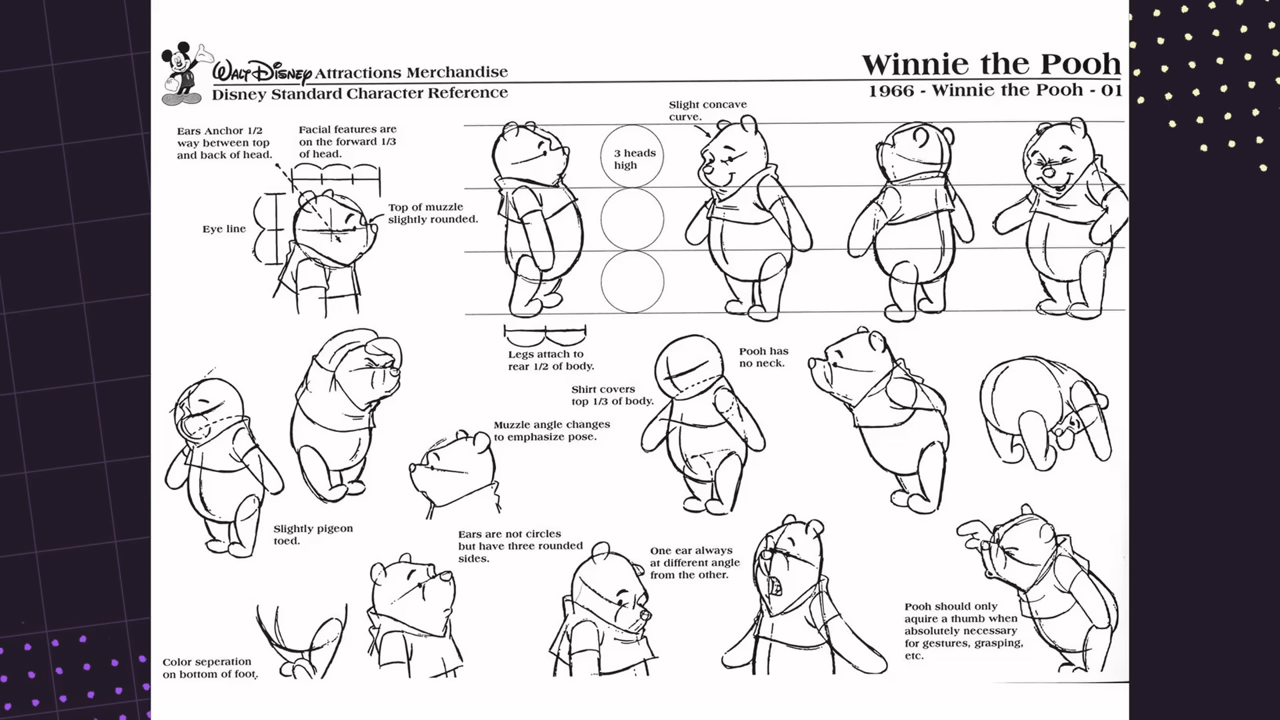 WALT DISNEY Attractions Merchandise
Disney Standard Character Reference
Winnie the Pooh
1966 - Winnie the Pooh - 01
Ears Anchor 1/2
way between top
and back of head.
Facial features are
on the forward 1/3
of head.
Slight concave
curve.
3 heads
high
Top of muzzle
slightly rounded.
Eye line
Legs attach to
rear 1/2 of body.
Pooh has
no neck.
Shirt covers
top 1/3 of body.
Muzzle angle changes
to emphasize pose.
Slightly pigeon
toed.
Ears are not circles
but have three rounded
sides.
One ear always
at different angle
from the other.
Pooh should only
aquire a thumb when
absolutely necessary
for gestures, grasping,
etc.
Color seperation
on bottom of foot.